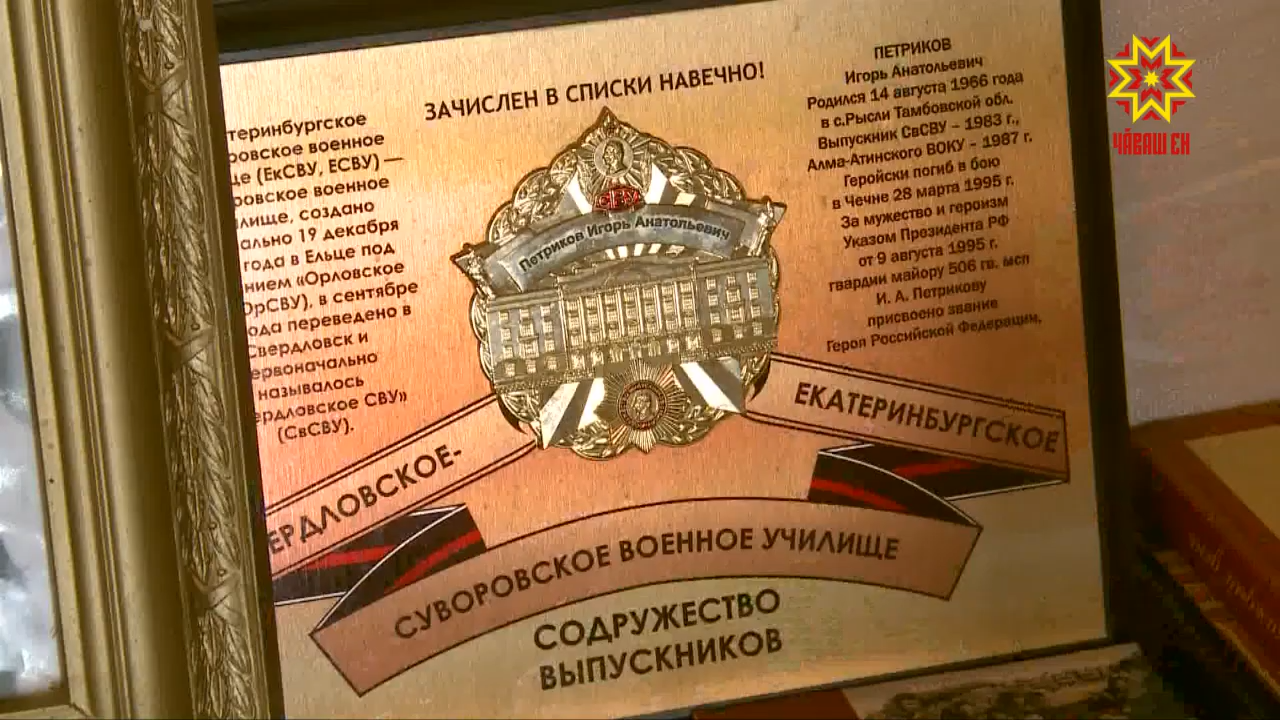 ЗАЧИСЛЕН В СПИСКИ НАВЕЧНО!
теринбургское
ровское военное
ще (ЕкСВУ, ЕСВУ) —
ровское военное
лище, создано
ально 19 декабря
года в Ельце под
нием «Орловское
ОрСВУ), в сентябре
ода переведено в
Свердловск и
ервоначально
называлось
ердловское СВУ»
(СвСВУ).
СВУ
Петриков Игорь Анатольевич
ПЕТРИКОВ
Игорь Анатольевич
Родился 14 августа 1966 года
в с.Рысли Тамбовской обл.
Выпускник СвСВУ – 1983 г.,
Алма-Атинского ВОКУ – 1987 г.
Геройски погиб в бою
в Чечне 28 марта 1995 г.
За мужество и героизм
Указом Президента РФ
от 9 августа 1995 г.
гвардии майору 506 гв. мсп
И. А. Петрикову
присвоено звание
Героя Российской Федерации,
ЕРДЛОВСКОЕ-
ЕКАТЕРИНБУРГСКОЕ
СУВОРОВСКОЕ ВОЕННОЕ УЧИЛИЩЕ
СОДРУЖЕСТВО
ВЫПУСКНИКОВ
ЧӐВАШ ЕН